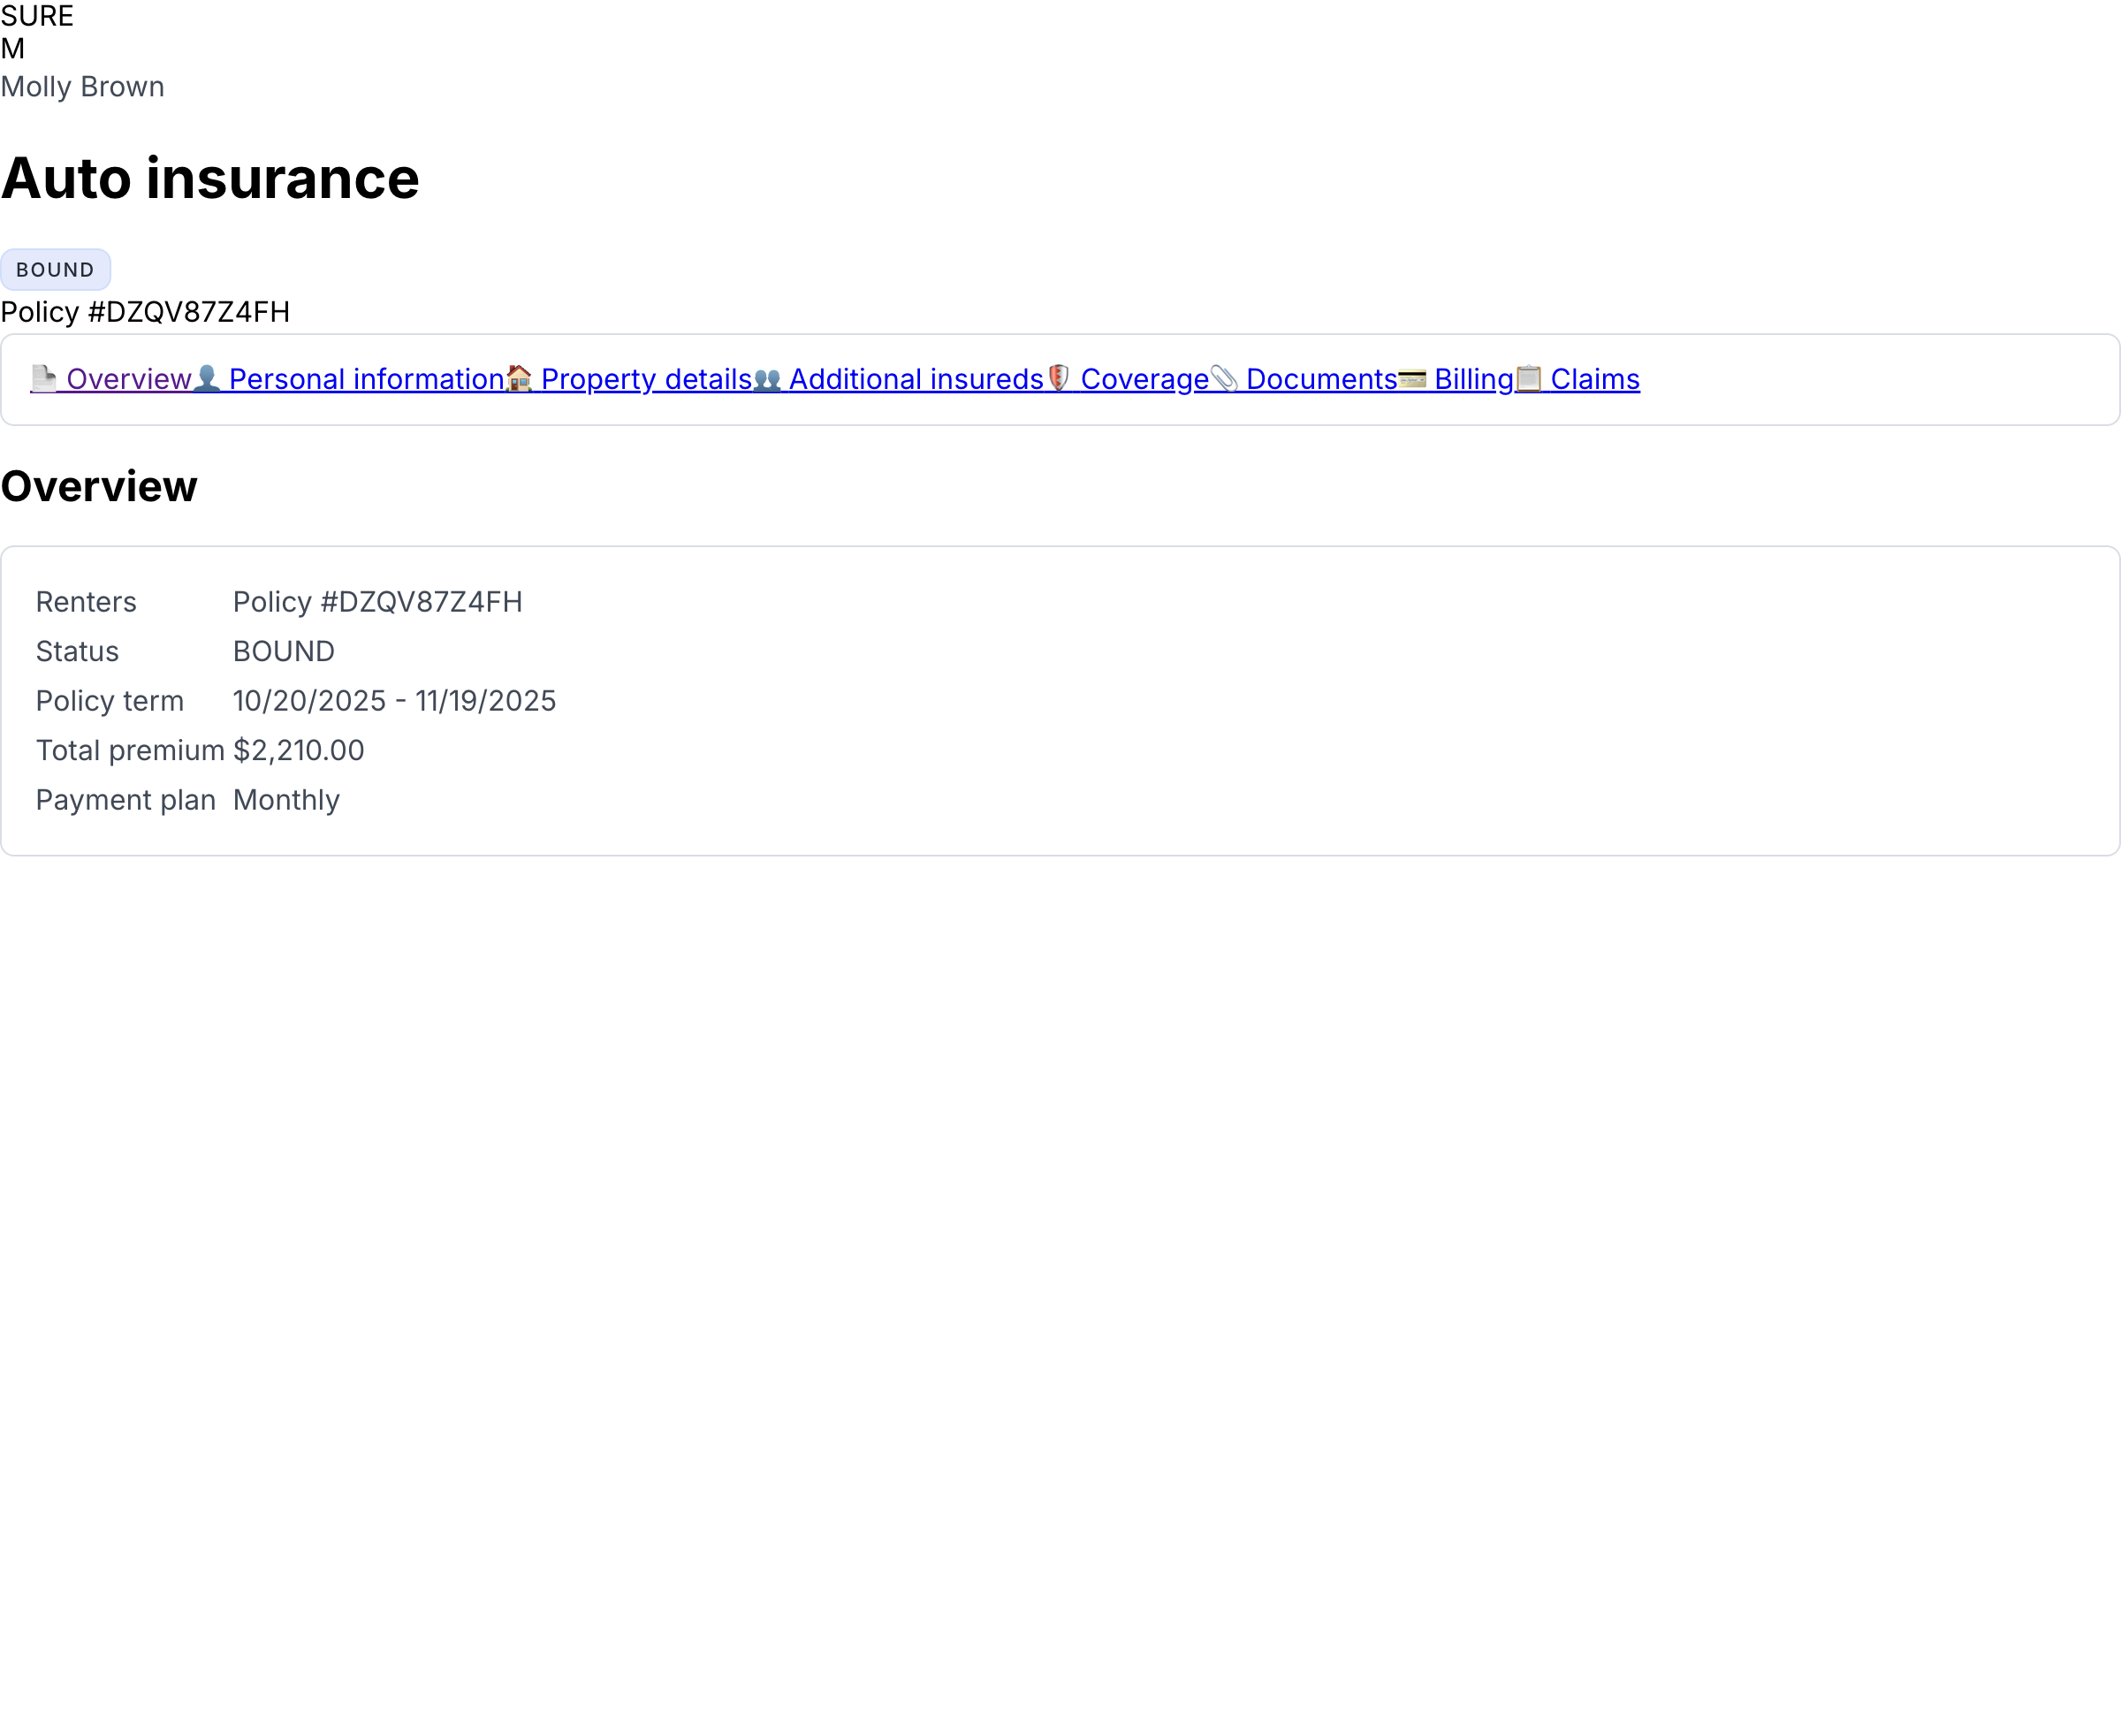 SURE
M
Molly Brown
Auto insurance
BOUND
Policy #DZQV87Z4FH
Overview Personal information Property details Additional insureds Coverage Documents Billing Claims
Overview
Renters Policy #DZQV87Z4FH
Status BOUND
Policy term 10/20/2025 - 11/19/2025
Total premium $2,210.00
Payment plan Monthly